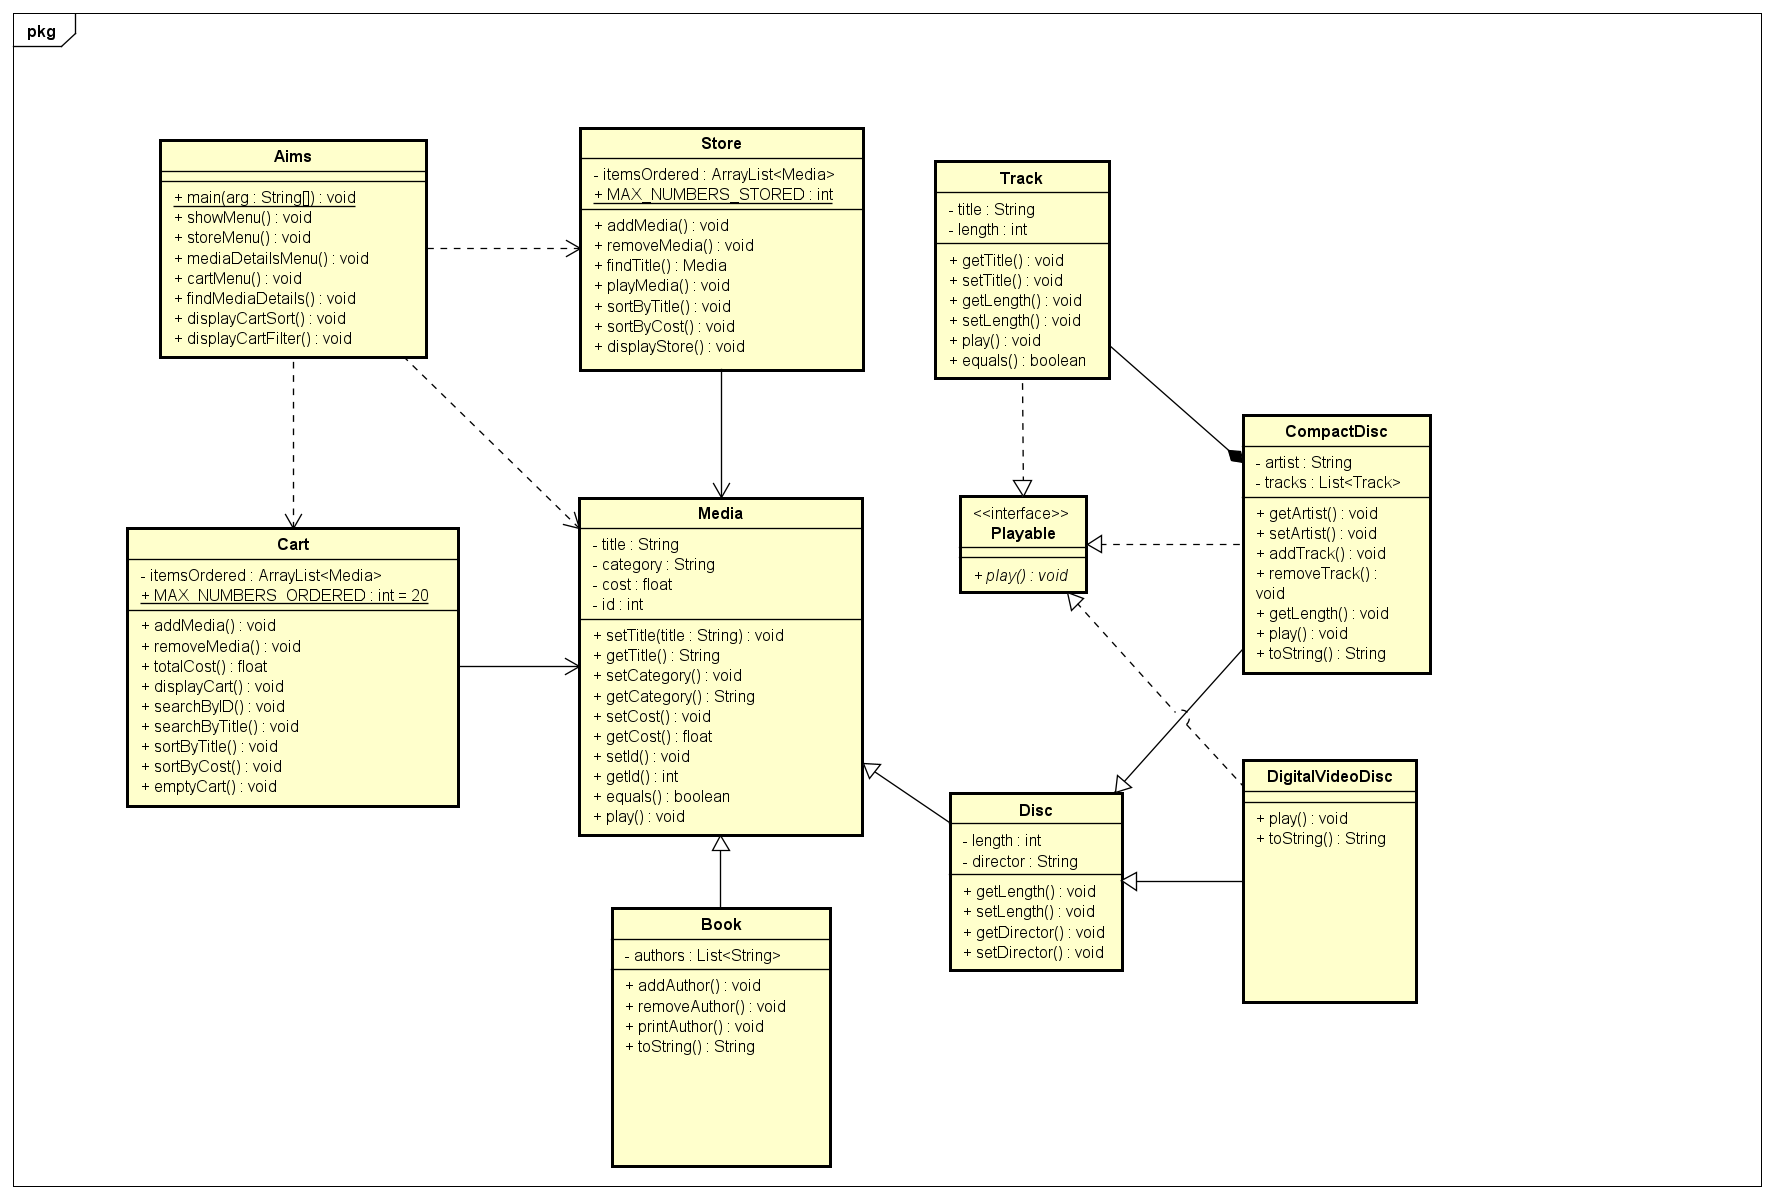 pkg
Aims
+ main(arg : String[]) : void
+ showMenu() : void
+ storeMenu() : void
+ mediaDetailsMenu() : void
+ cartMenu() : void
+ findMediaDetails() : void
+ displayCartSort() : void
+ displayCartFilter() : void
Store
- itemsOrdered : ArrayList<Media>
+ MAX_NUMBERS_STORED : int
+ addMedia() : void
+ removeMedia() : void
+ findTitle() : Media
+ playMedia() : void
+ sortByTitle() : void
+ sortByCost() : void
+ displayStore() : void
Track
- title : String
- length : int
+ getTitle() : void
+ setTitle() : void
+ getLength() : void
+ setLength() : void
+ play() : void
+ equals() : boolean
CompactDisc
- artist : String
- tracks : List<Track>
+ getArtist() : void
+ setArtist() : void
+ addTrack() : void
+ removeTrack() :
void
+ getLength() : void
+ play() : void
+ toString() : String
<<interface>>
Playable
+ play() : void
Cart
- itemsOrdered : ArrayList<Media>
+ MAX_NUMBERS_ORDERED : int = 20
+ addMedia() : void
+ removeMedia() : void
+ totalCost() : float
+ displayCart() : void
+ searchByID() : void
+ searchByTitle() : void
+ sortByTitle() : void
+ sortByCost() : void
+ emptyCart() : void
Media
- title : String
- category : String
- cost : float
- id : int
+ setTitle(title : String) : void
+ getTitle() : String
+ setCategory() : void
+ getCategory() : String
+ setCost() : void
+ getCost() : float
+ setId() : void
+ getId() : int
+ equals() : boolean
+ play() : void
Disc
- length : int
- director : String
+ getLength() : void
+ setLength() : void
+ getDirector() : void
+ setDirector() : void
DigitalVideoDisc
+ play() : void
+ toString() : String
Book
- authors : List<String>
+ addAuthor() : void
+ removeAuthor() : void
+ printAuthor() : void
+ toString() : String